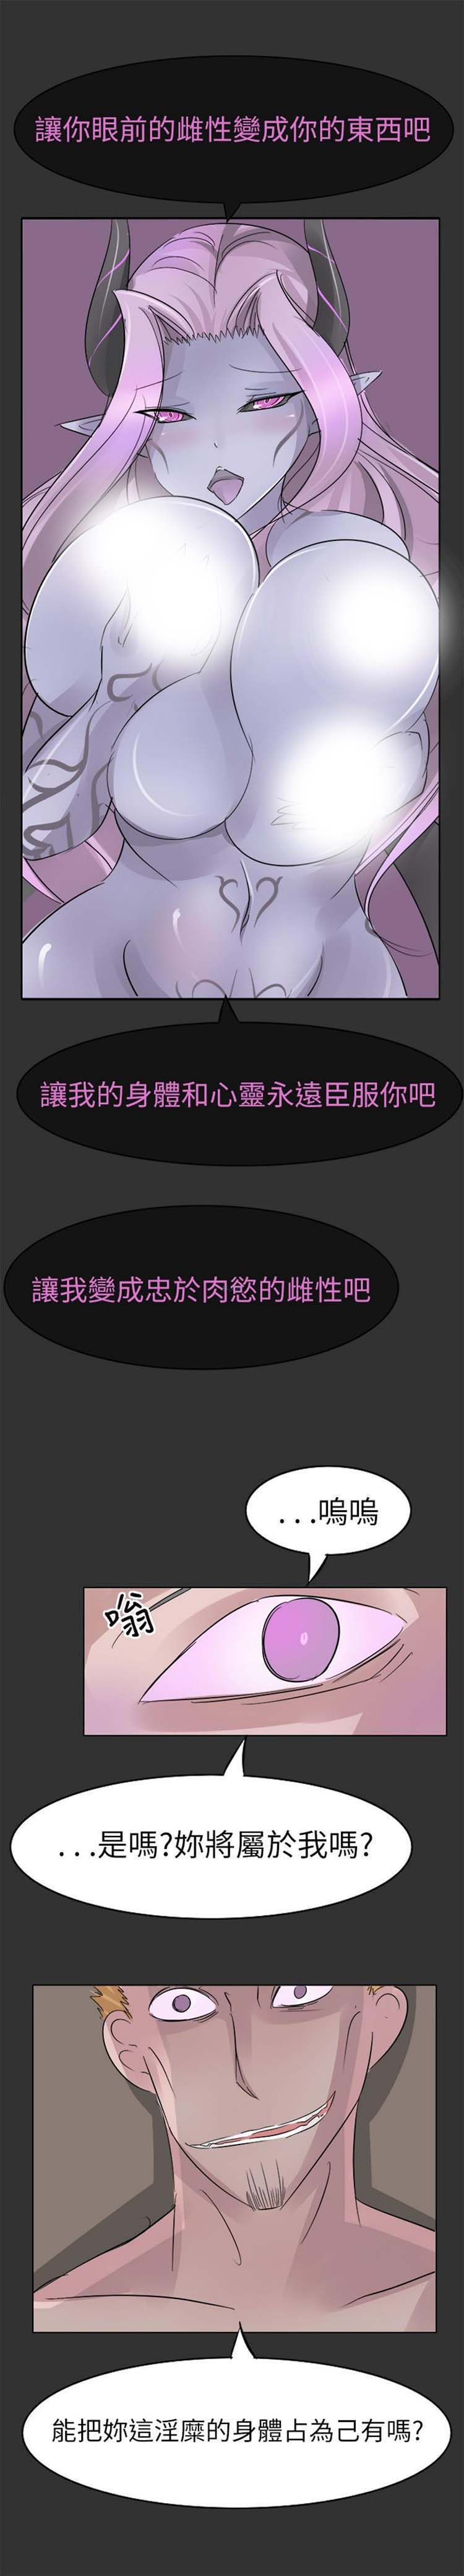 讓你眼前的雌性變成你的東西吧
讓我的身體和心靈永遠臣服你吧
讓我變成忠於肉慾的雌性吧
...嗚嗚
嗡
...是嗎?妳將屬於我嗎?
能把妳這淫糜的身體占為己有嗎?